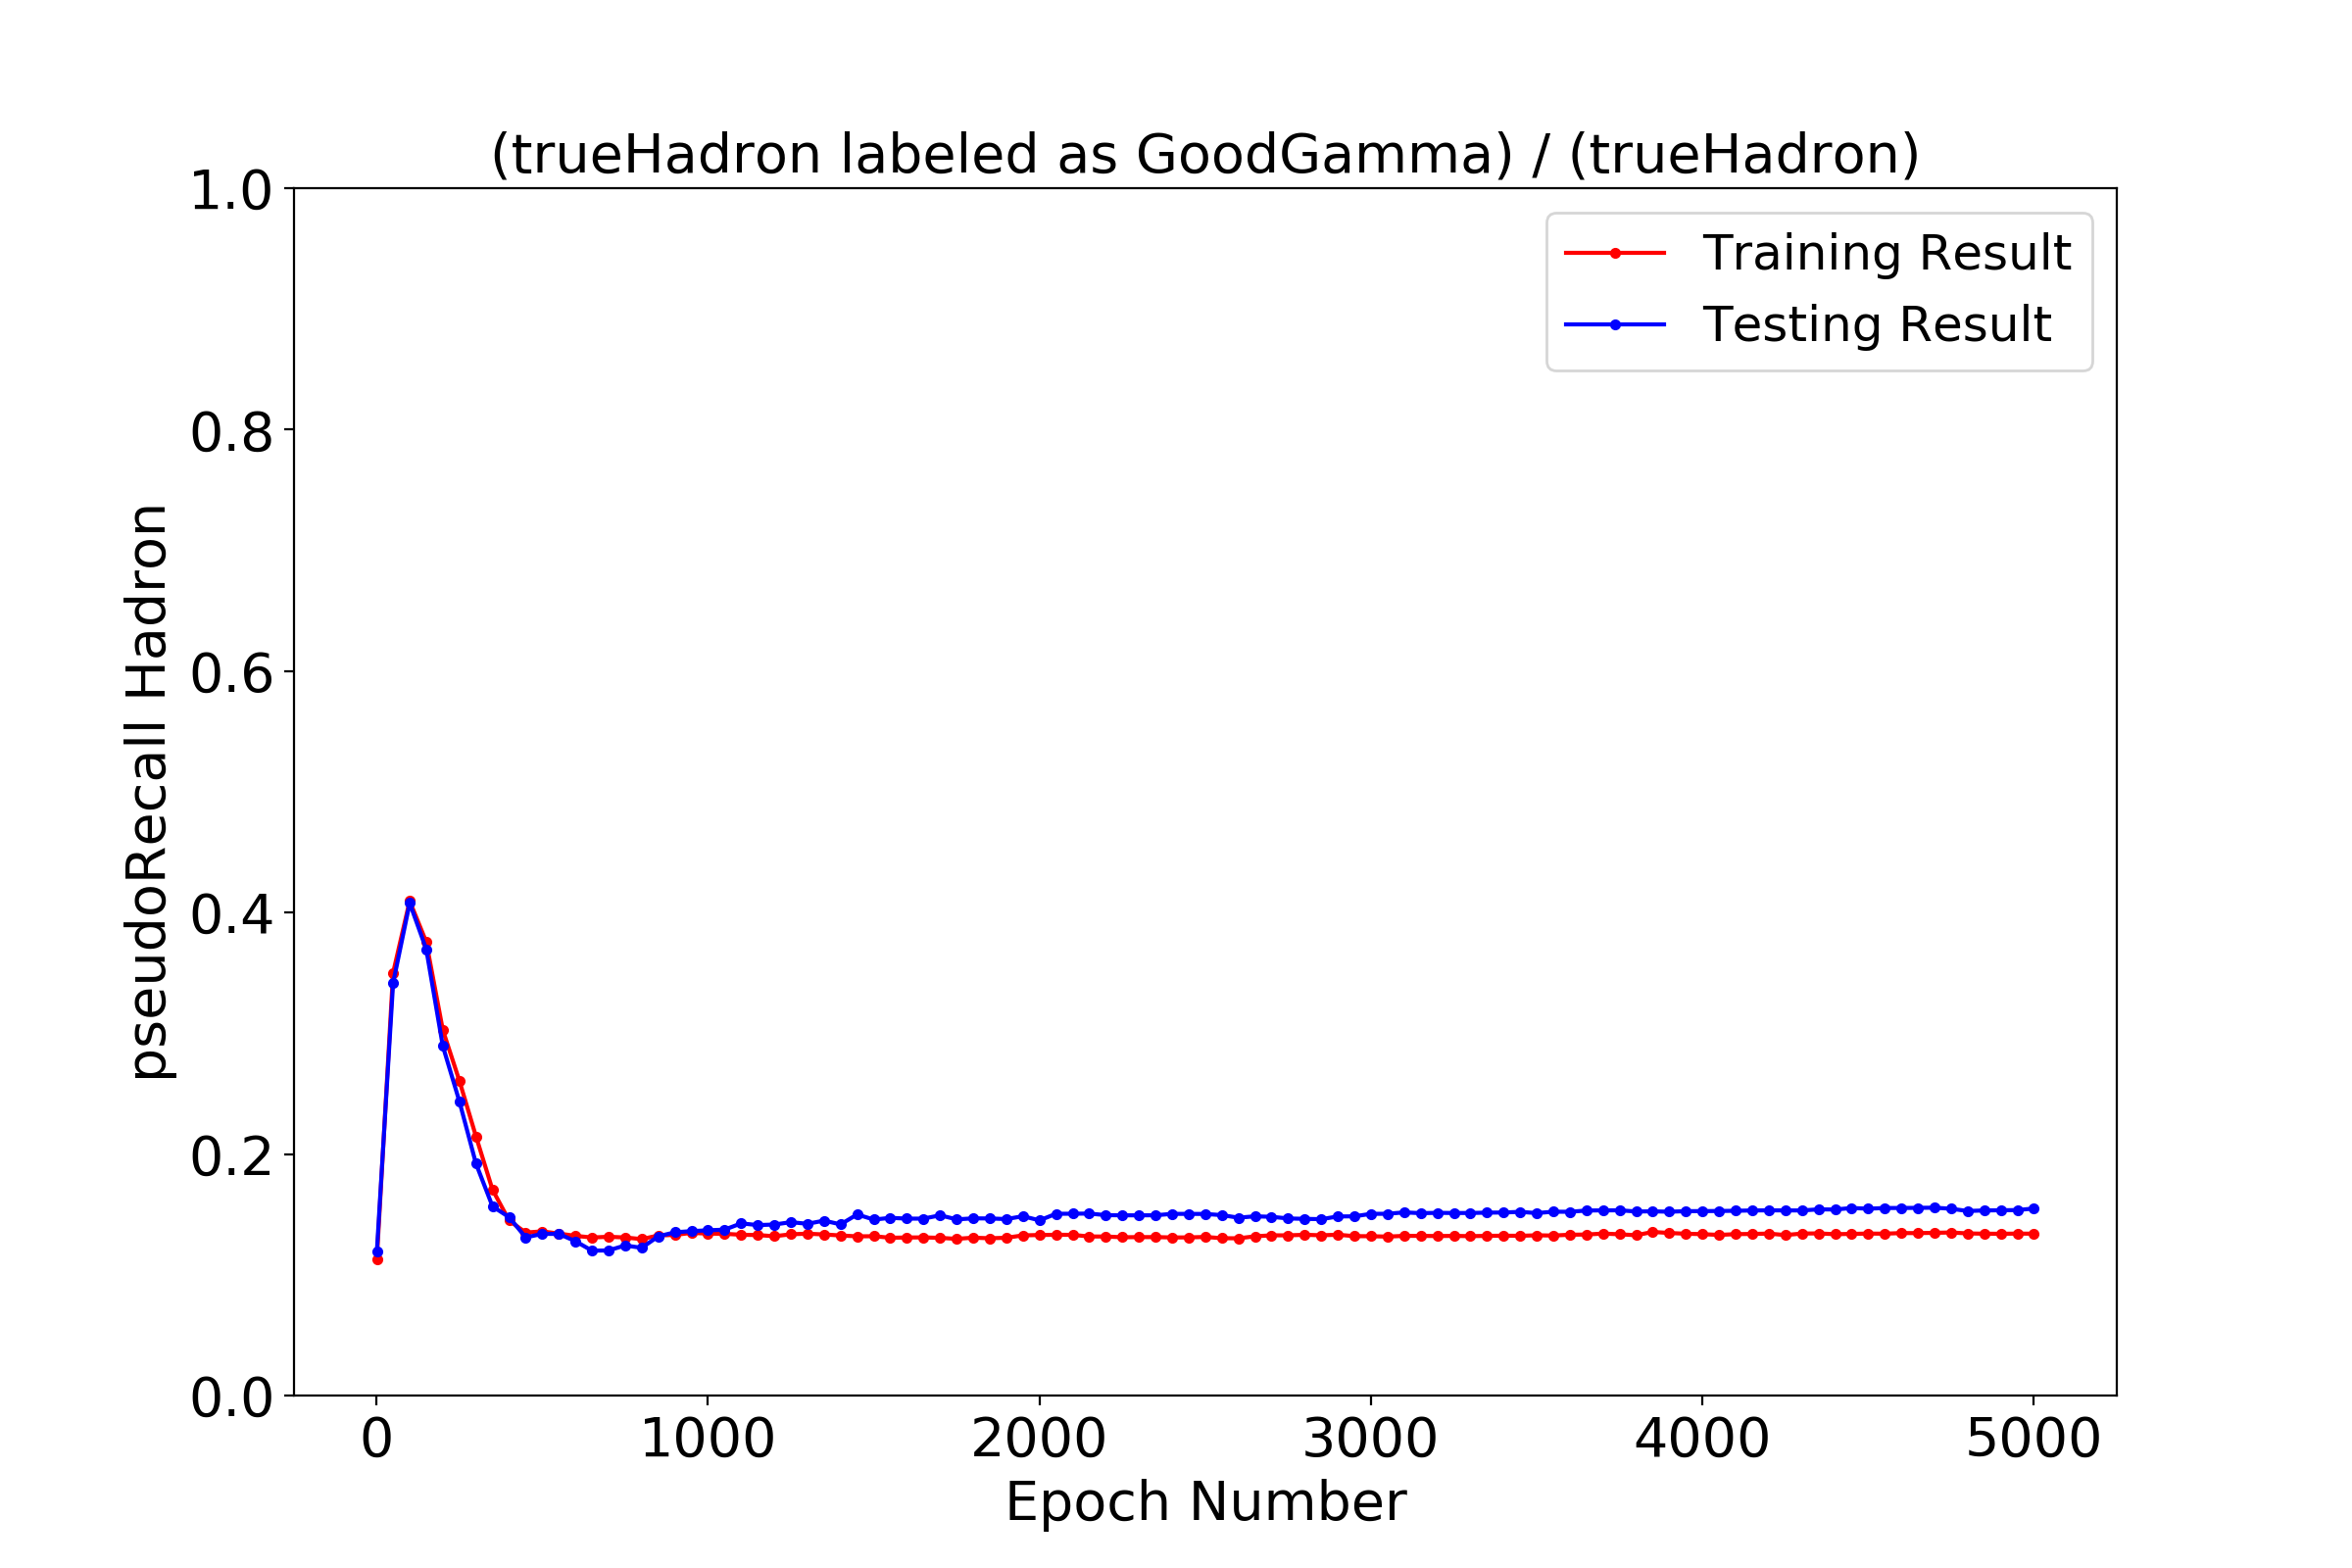 (trueHadron labeled as GoodGamma) / (trueHadron)
1.0
0.8
0.6
0.4
0.2
0.0
pseudoRecall Hadron
Training Result
Testing Result
0 1000 2000 3000 4000 5000
Epoch Number